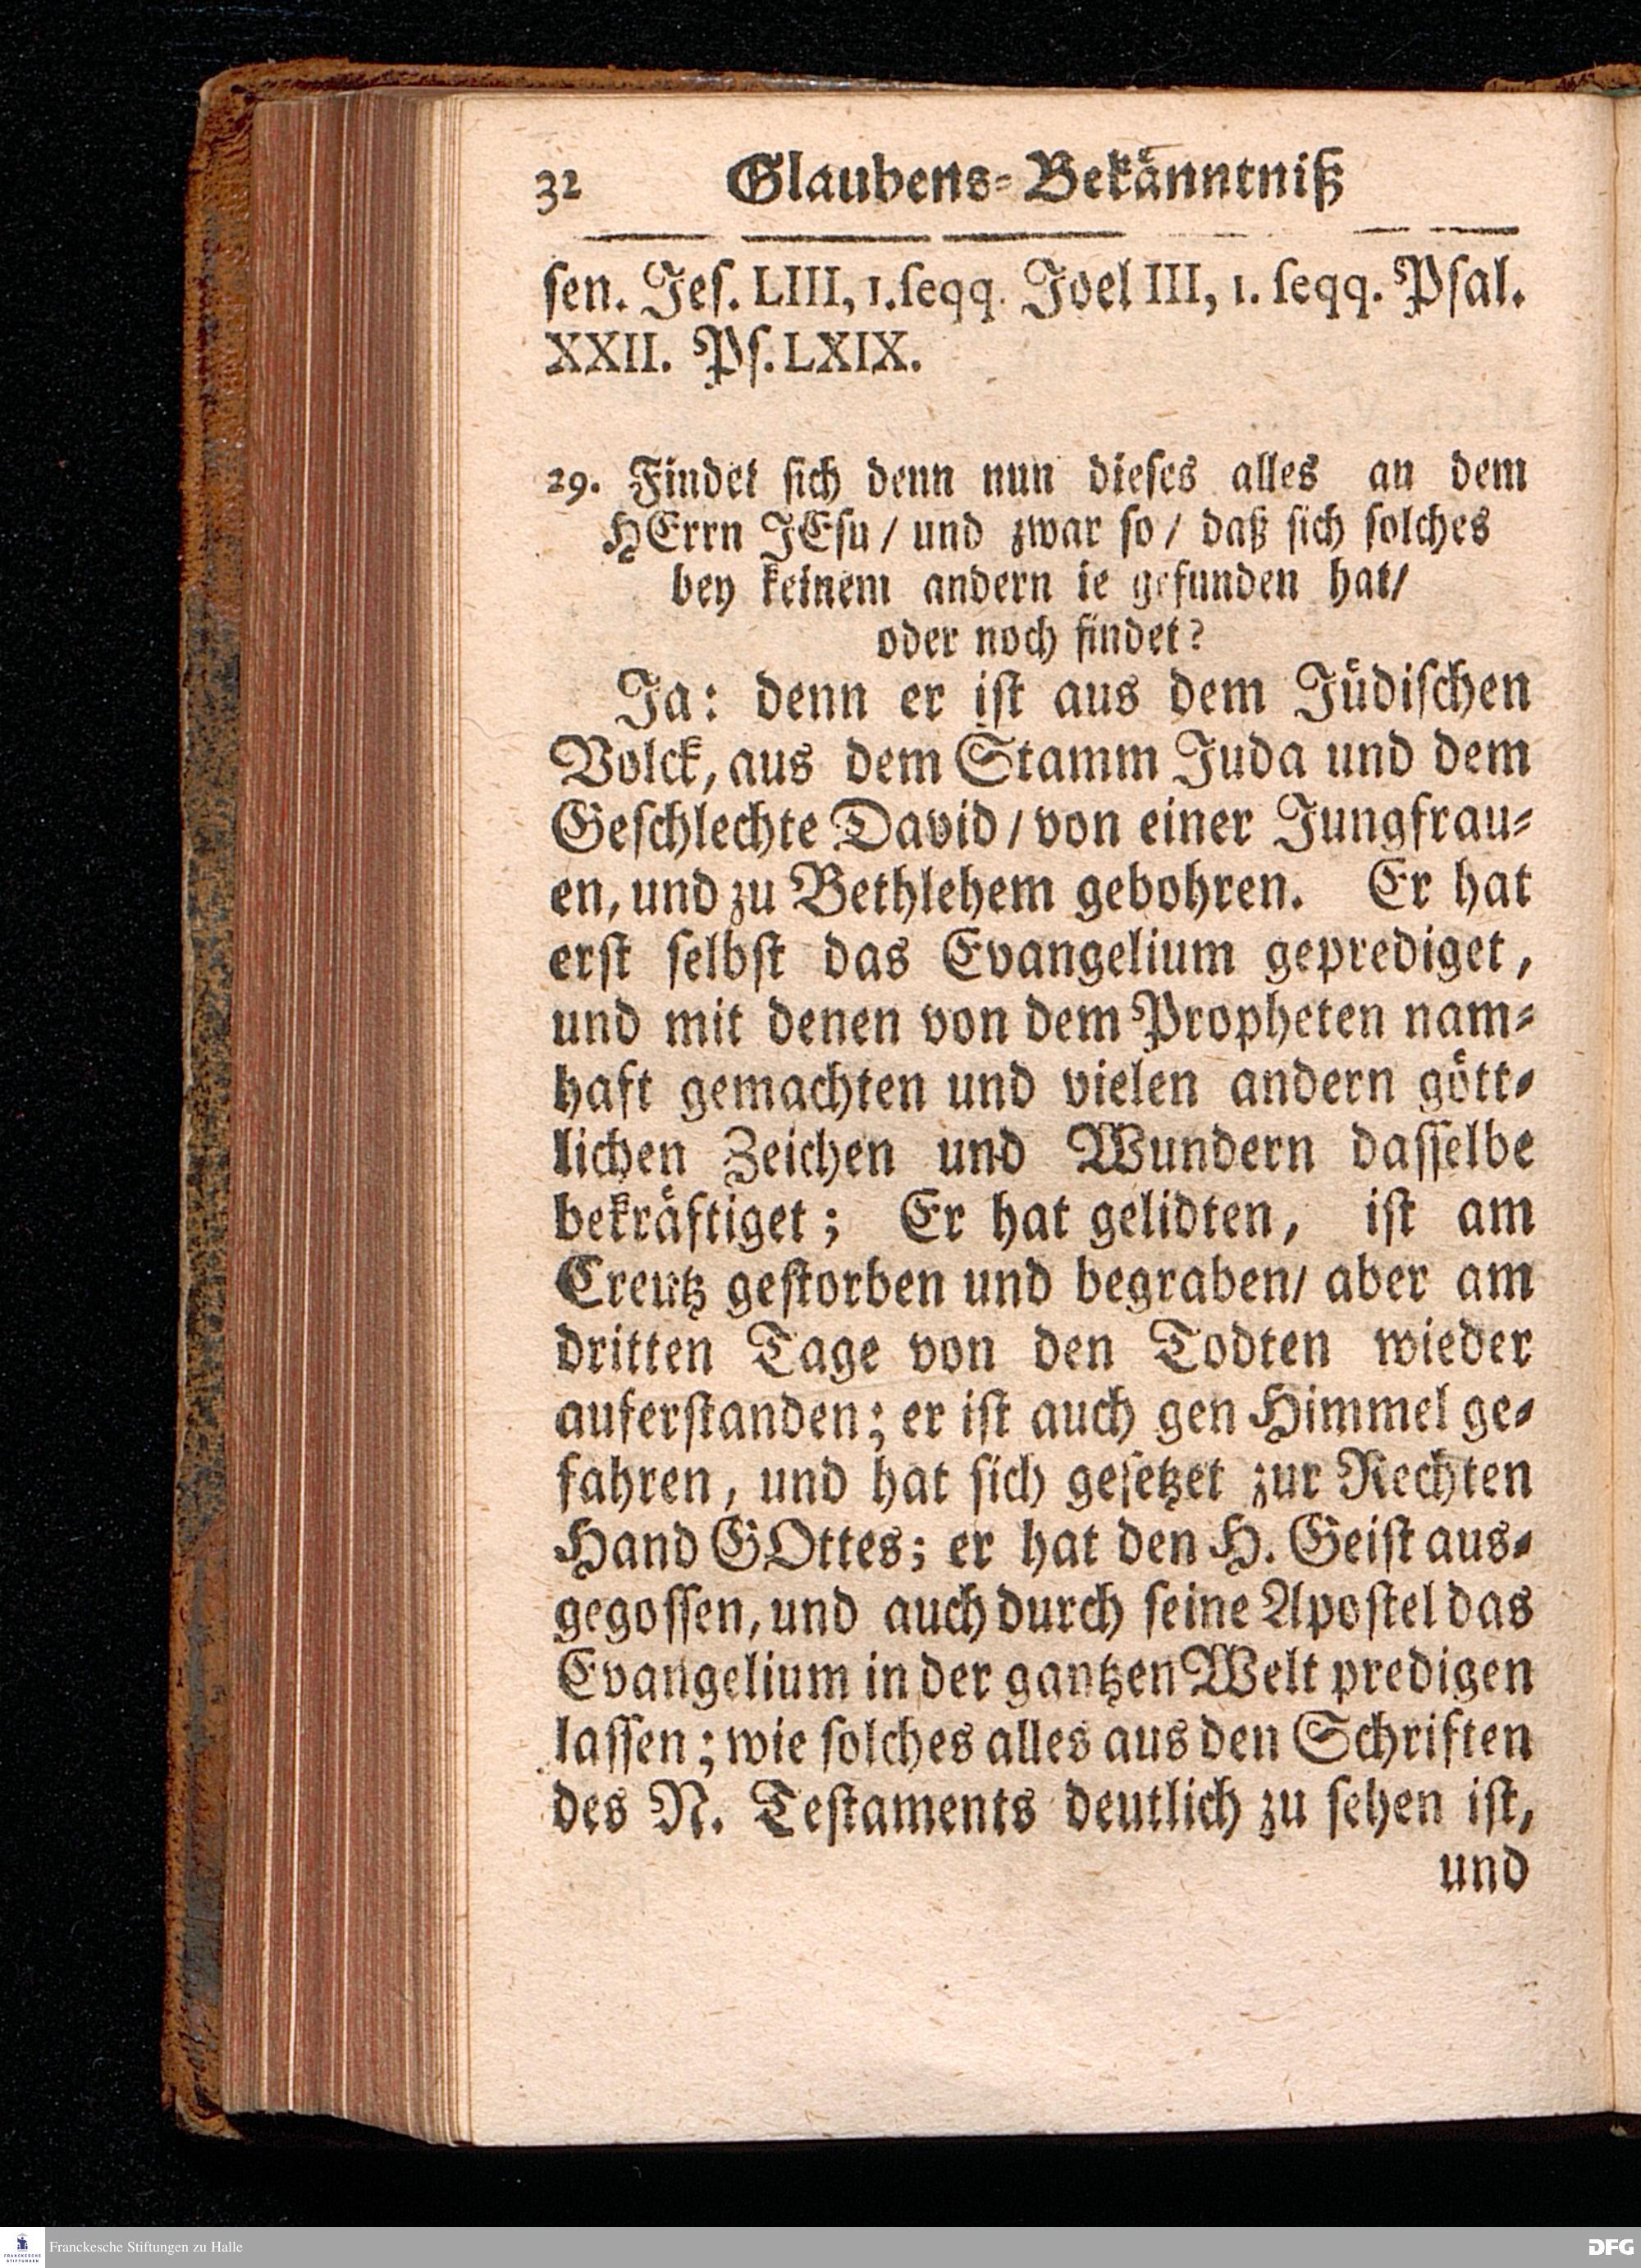 32 Glaubens-Bekänntniß
sen. Jes. LIII, 1. seqq. Joel III, 1. seqq. Psal.
XXII. Ps. LXIX.
29. Findet sich denn nun dieses alles an dem
HErrn JEsu / und zwar so / daß sich solches
bey keinem andern ie gefunden hat/
oder noch findet?
Ja: denn er ist aus dem Jüdischen
Volck, aus dem Stamm Juda und dem
Geschlechte David / von einer Jungfrau-
en, und zu Bethlehem gebohren. Er hat
erst selbst das Evangelium geprediget,
und mit denen von dem Propheten nam-
haft gemachten und vielen andern gött-
lichen Zeichen und Wundern dasselbe
bekräftiget; Er hat gelidten, ist am
Creutz gestorben und begraben/ aber am
dritten Tage von den Todten wieder
auferstanden; er ist auch gen Himmel ge-
fahren, und hat sich gesetzet zur Rechten
Hand GOttes; er hat den H. Geist aus-
gegossen, und auch durch seine Apostel das
Evangelium in der gantzen Welt predigen
lassen; wie solches alles aus den Schriften
des N. Testaments deutlich zu sehen ist,
und
FRANCKESCHE STIFTUNGEN
Franckesche Stiftungen zu Halle
DFG